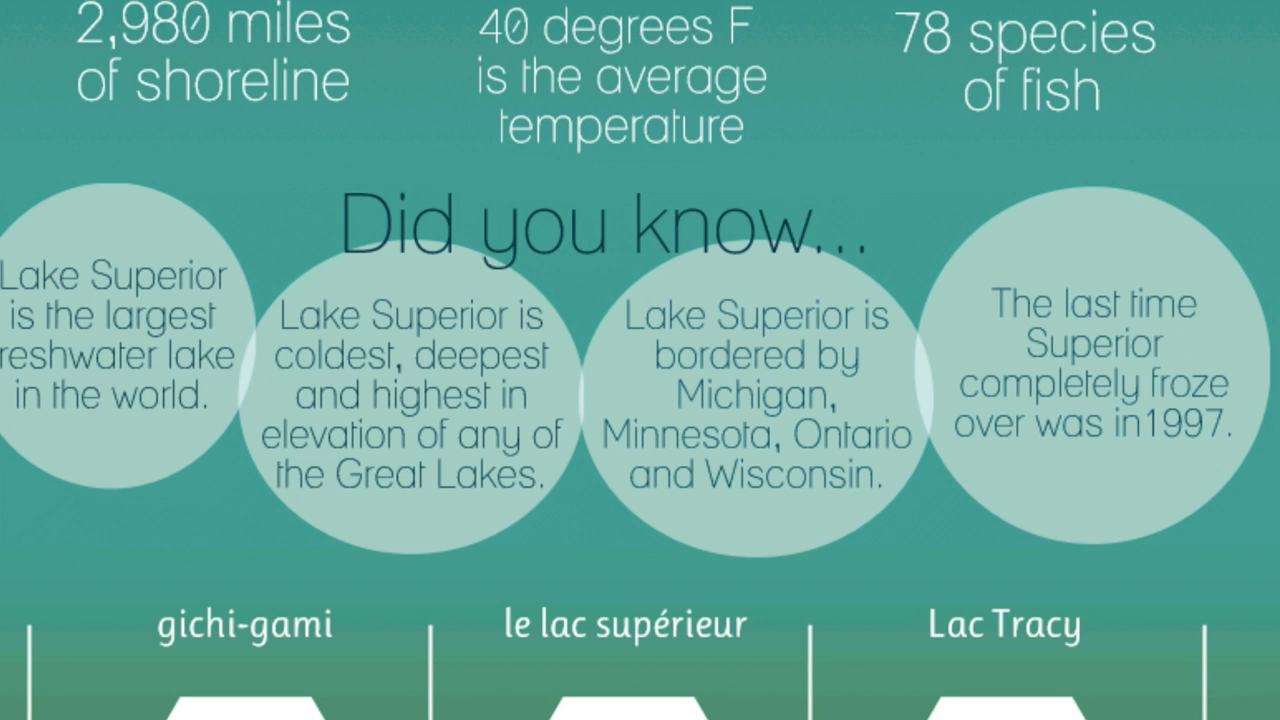 2,980 miles
of shoreline
40 degrees F
is the average
temperature
78 species
of fish
Did you know...
Lake Superior
is the largest
reshwater lake
in the world.
Lake Superior is
coldest, deepest
and highest in
elevation of any of
the Great Lakes.
Lake Superior is
bordered by
Michigan,
Minnesota, Ontario
and Wisconsin.
The last time
Superior
completely froze
over was in1997.
gichi-gami
le lac supérieur
Lac Tracy